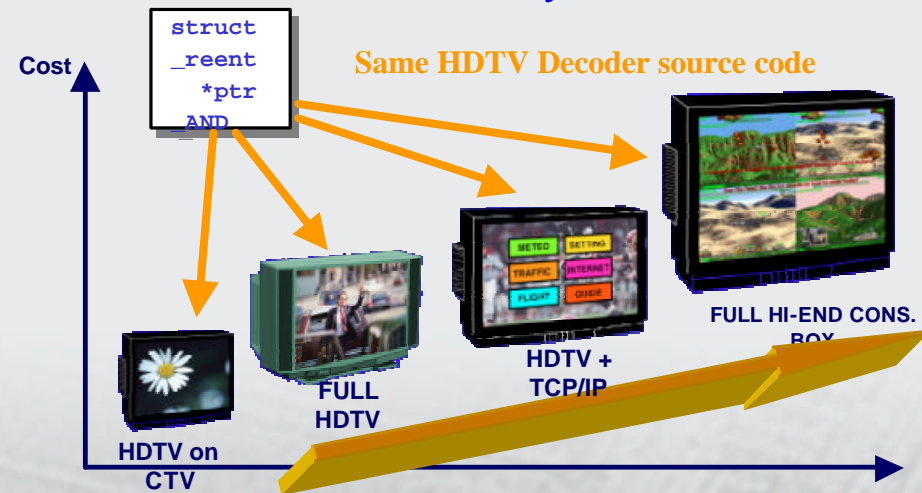 struct
_reent
*ptr
_AND
Cost
Same HDTV Decoder source code
METEO SETTING
TRAFFIC INTERNET
FLIGHT GUIDE
FULL HI-END CONS.
BOX
HDTV +
TCP/IP
FULL
HDTV
HDTV on
CTV